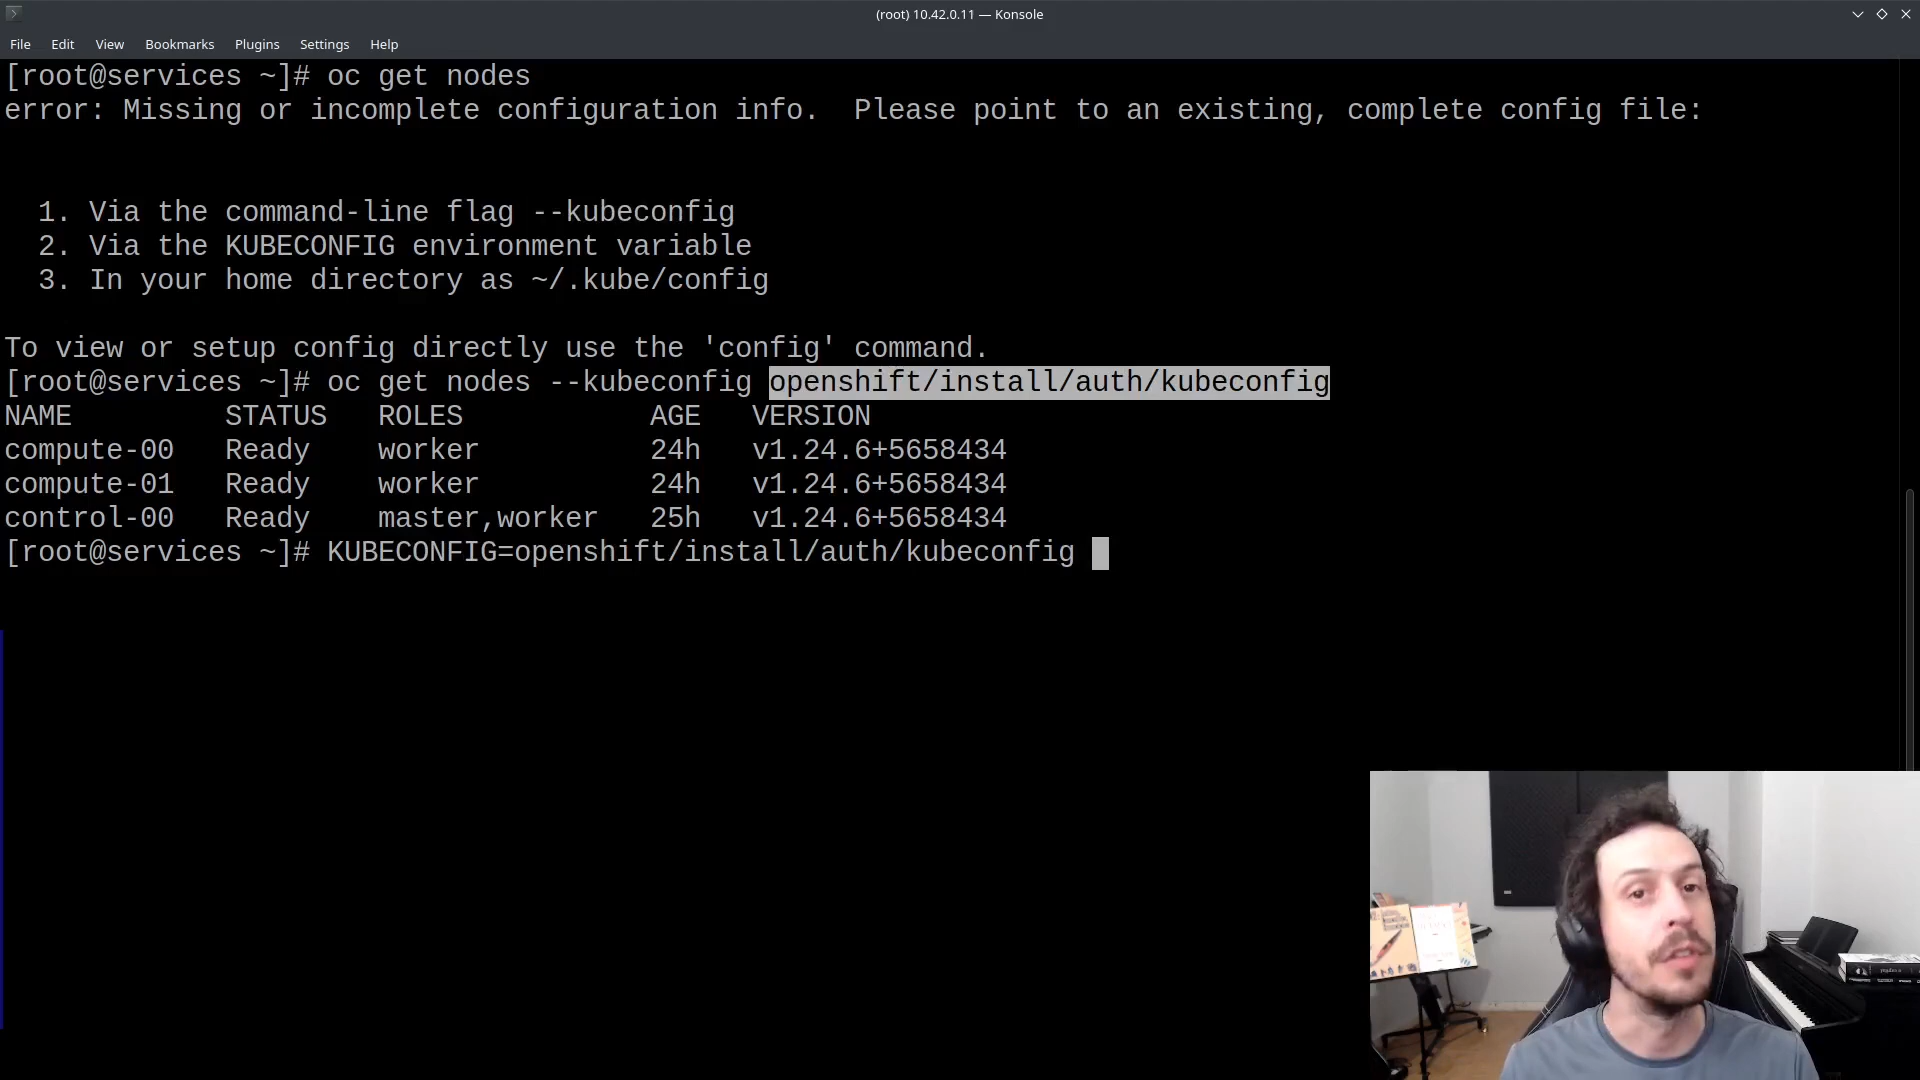 (root) 10.42.0.11 — Konsole
File Edit View Bookmarks Plugins Settings Help
[root@services ~]# oc get nodes
error: Missing or incomplete configuration info.  Please point to an existing, complete config file:
  1. Via the command-line flag --kubeconfig
  2. Via the KUBECONFIG environment variable
  3. In your home directory as ~/.kube/config
To view or setup config directly use the 'config' command.
[root@services ~]# oc get nodes --kubeconfig openshift/install/auth/kubeconfig
NAME         STATUS   ROLES           AGE   VERSION
compute-00   Ready    worker          24h   v1.24.6+5658434
compute-01   Ready    worker          24h   v1.24.6+5658434
control-00   Ready    master,worker   25h   v1.24.6+5658434
[root@services ~]# KUBECONFIG=openshift/install/auth/kubeconfig